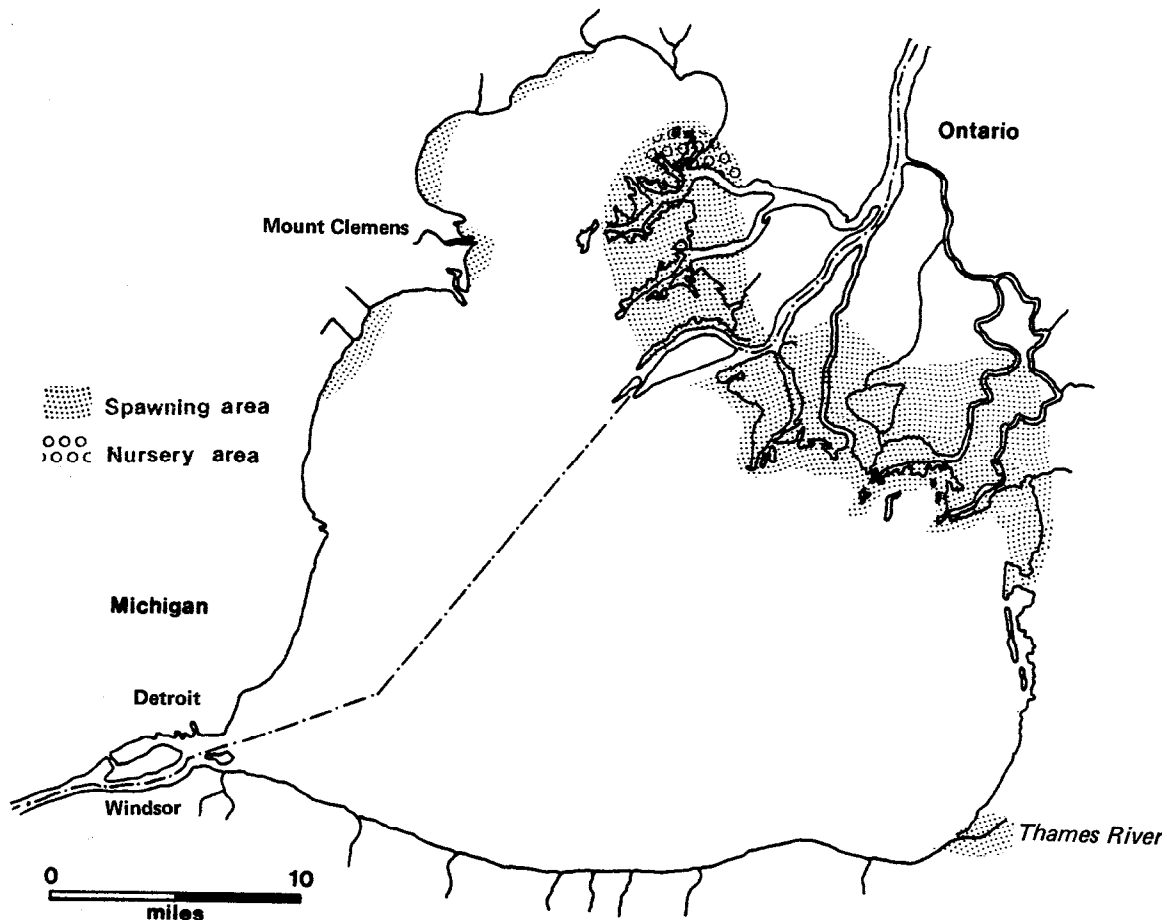 Ontario
Mount Clemens
Spawning area
Nursery area
Michigan
Detroit
Windsor
Thames River
0 10
miles